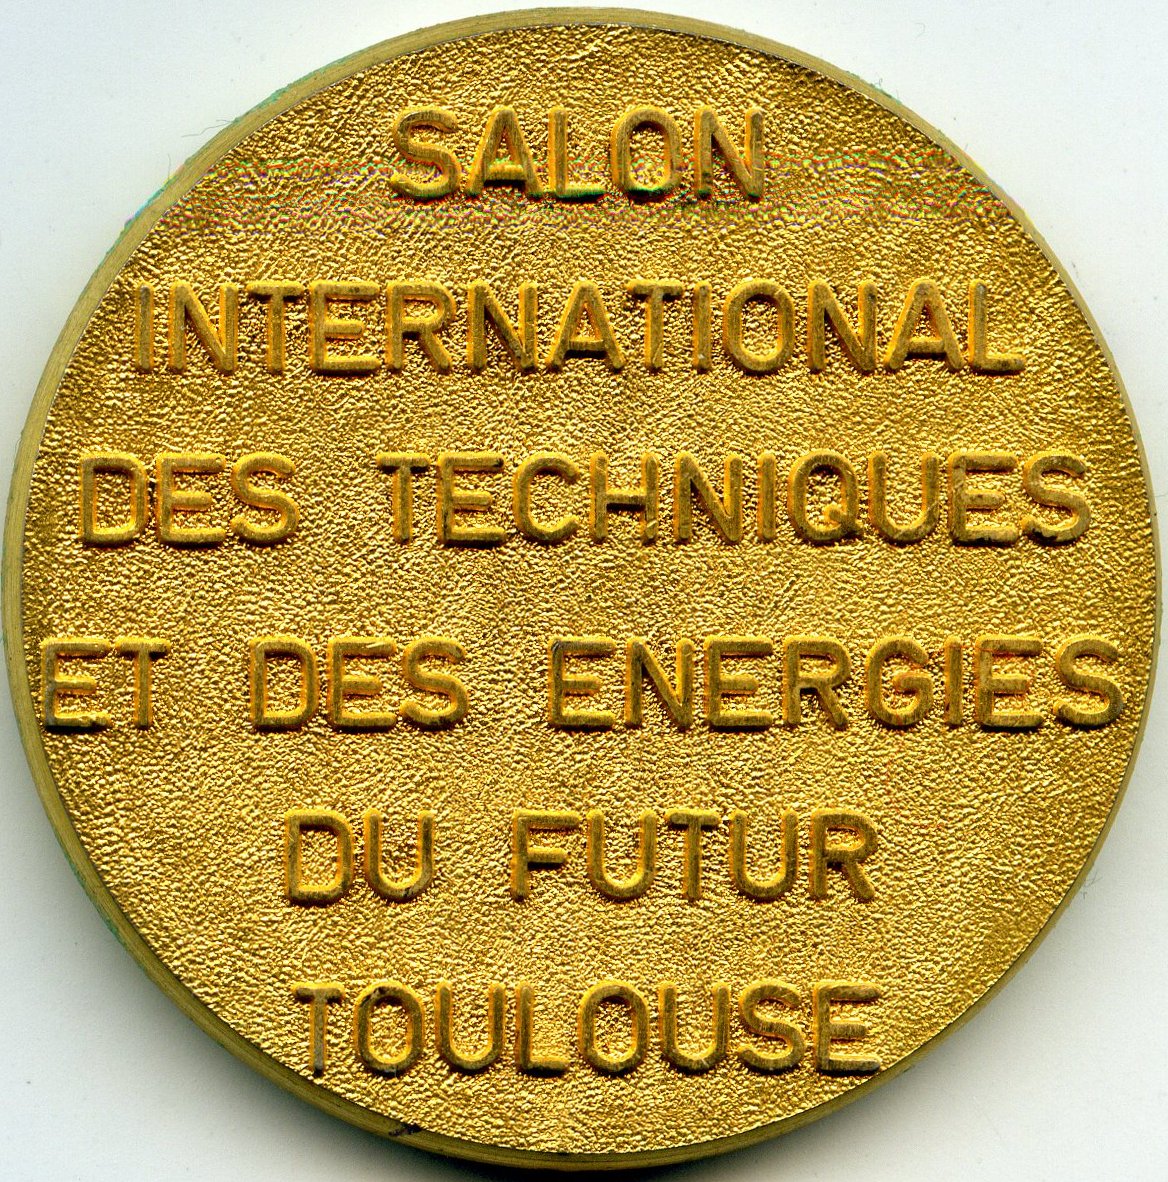 SALON
INTERNATIONAL
DES TECHNIQUES
ET DES ENERGIES
DU FUTUR
TOULOUSE